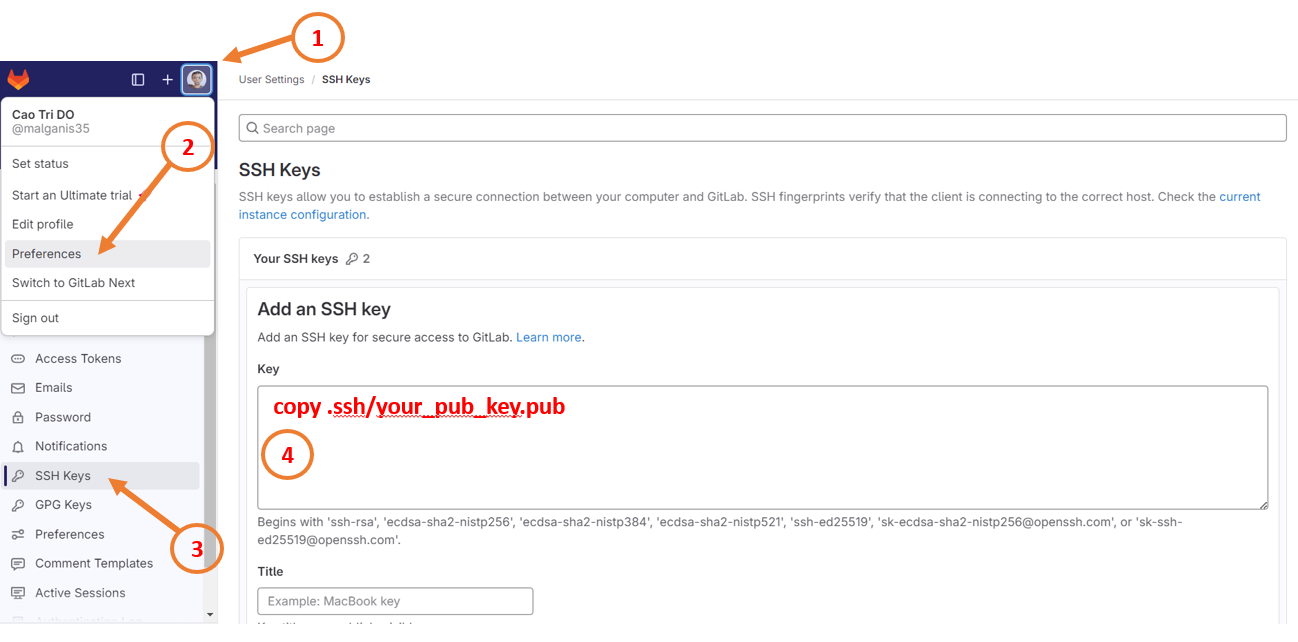 1
User Settings / SSH Keys
Cao Tri DO
@malganis35
2
Set status
Start an Ultimate trial
Edit profile
Preferences
Switch to GitLab Next
Sign out
Access Tokens
Emails
Password
Notifications
SSH Keys
GPG Keys
3
Preferences
Comment Templates
Active Sessions
Search page
SSH Keys
SSH keys allow you to establish a secure connection between your computer and GitLab. SSH fingerprints verify that the client is connecting to the correct host. Check the current
instance configuration.
Your SSH keys 2
Add an SSH key
Add an SSH key for secure access to GitLab. Learn more.
Key
copy .ssh/your_pub_key.pub
4
Begins with 'ssh-rsa', 'ecdsa-sha2-nistp256', 'ecdsa-sha2-nistp384', 'ecdsa-sha2-nistp521', 'ssh-ed25519', 'sk-ecdsa-sha2-nistp256@openssh.com', or 'sk-ssh-
ed25519@openssh.com'.
Title
Example: MacBook key